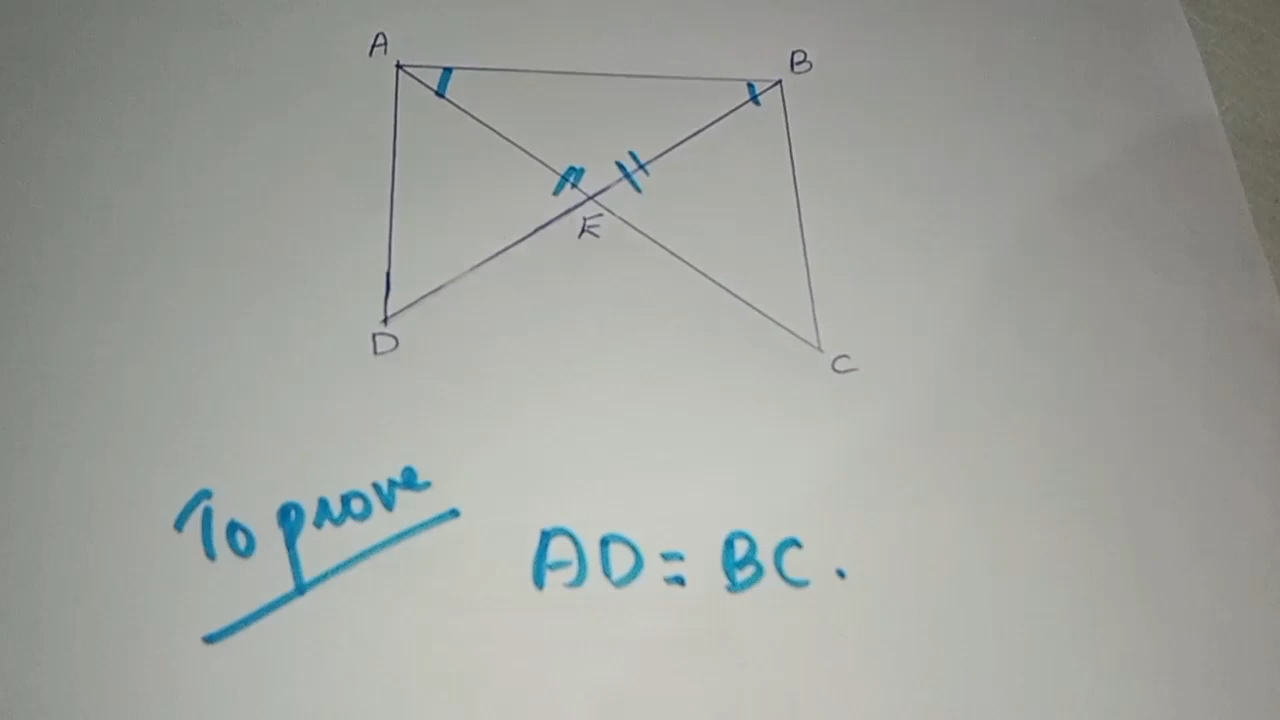 A
B
E
D
C
To prove
AD = BC.